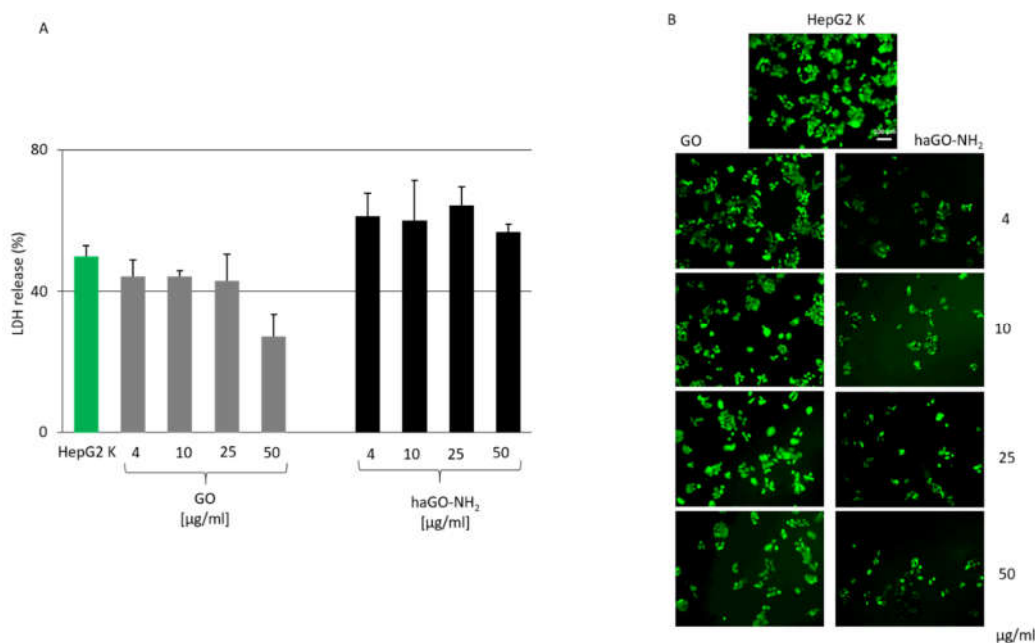 A
80
40
0
LDH release (%)
HepG2 K
4 10 25 50
4 10 25 50
GO
[µg/ml]
haGO-NH₂
[µg/ml]
B
HepG2 K
GO
haGO-NH₂
4
10
25
50
µg/ml